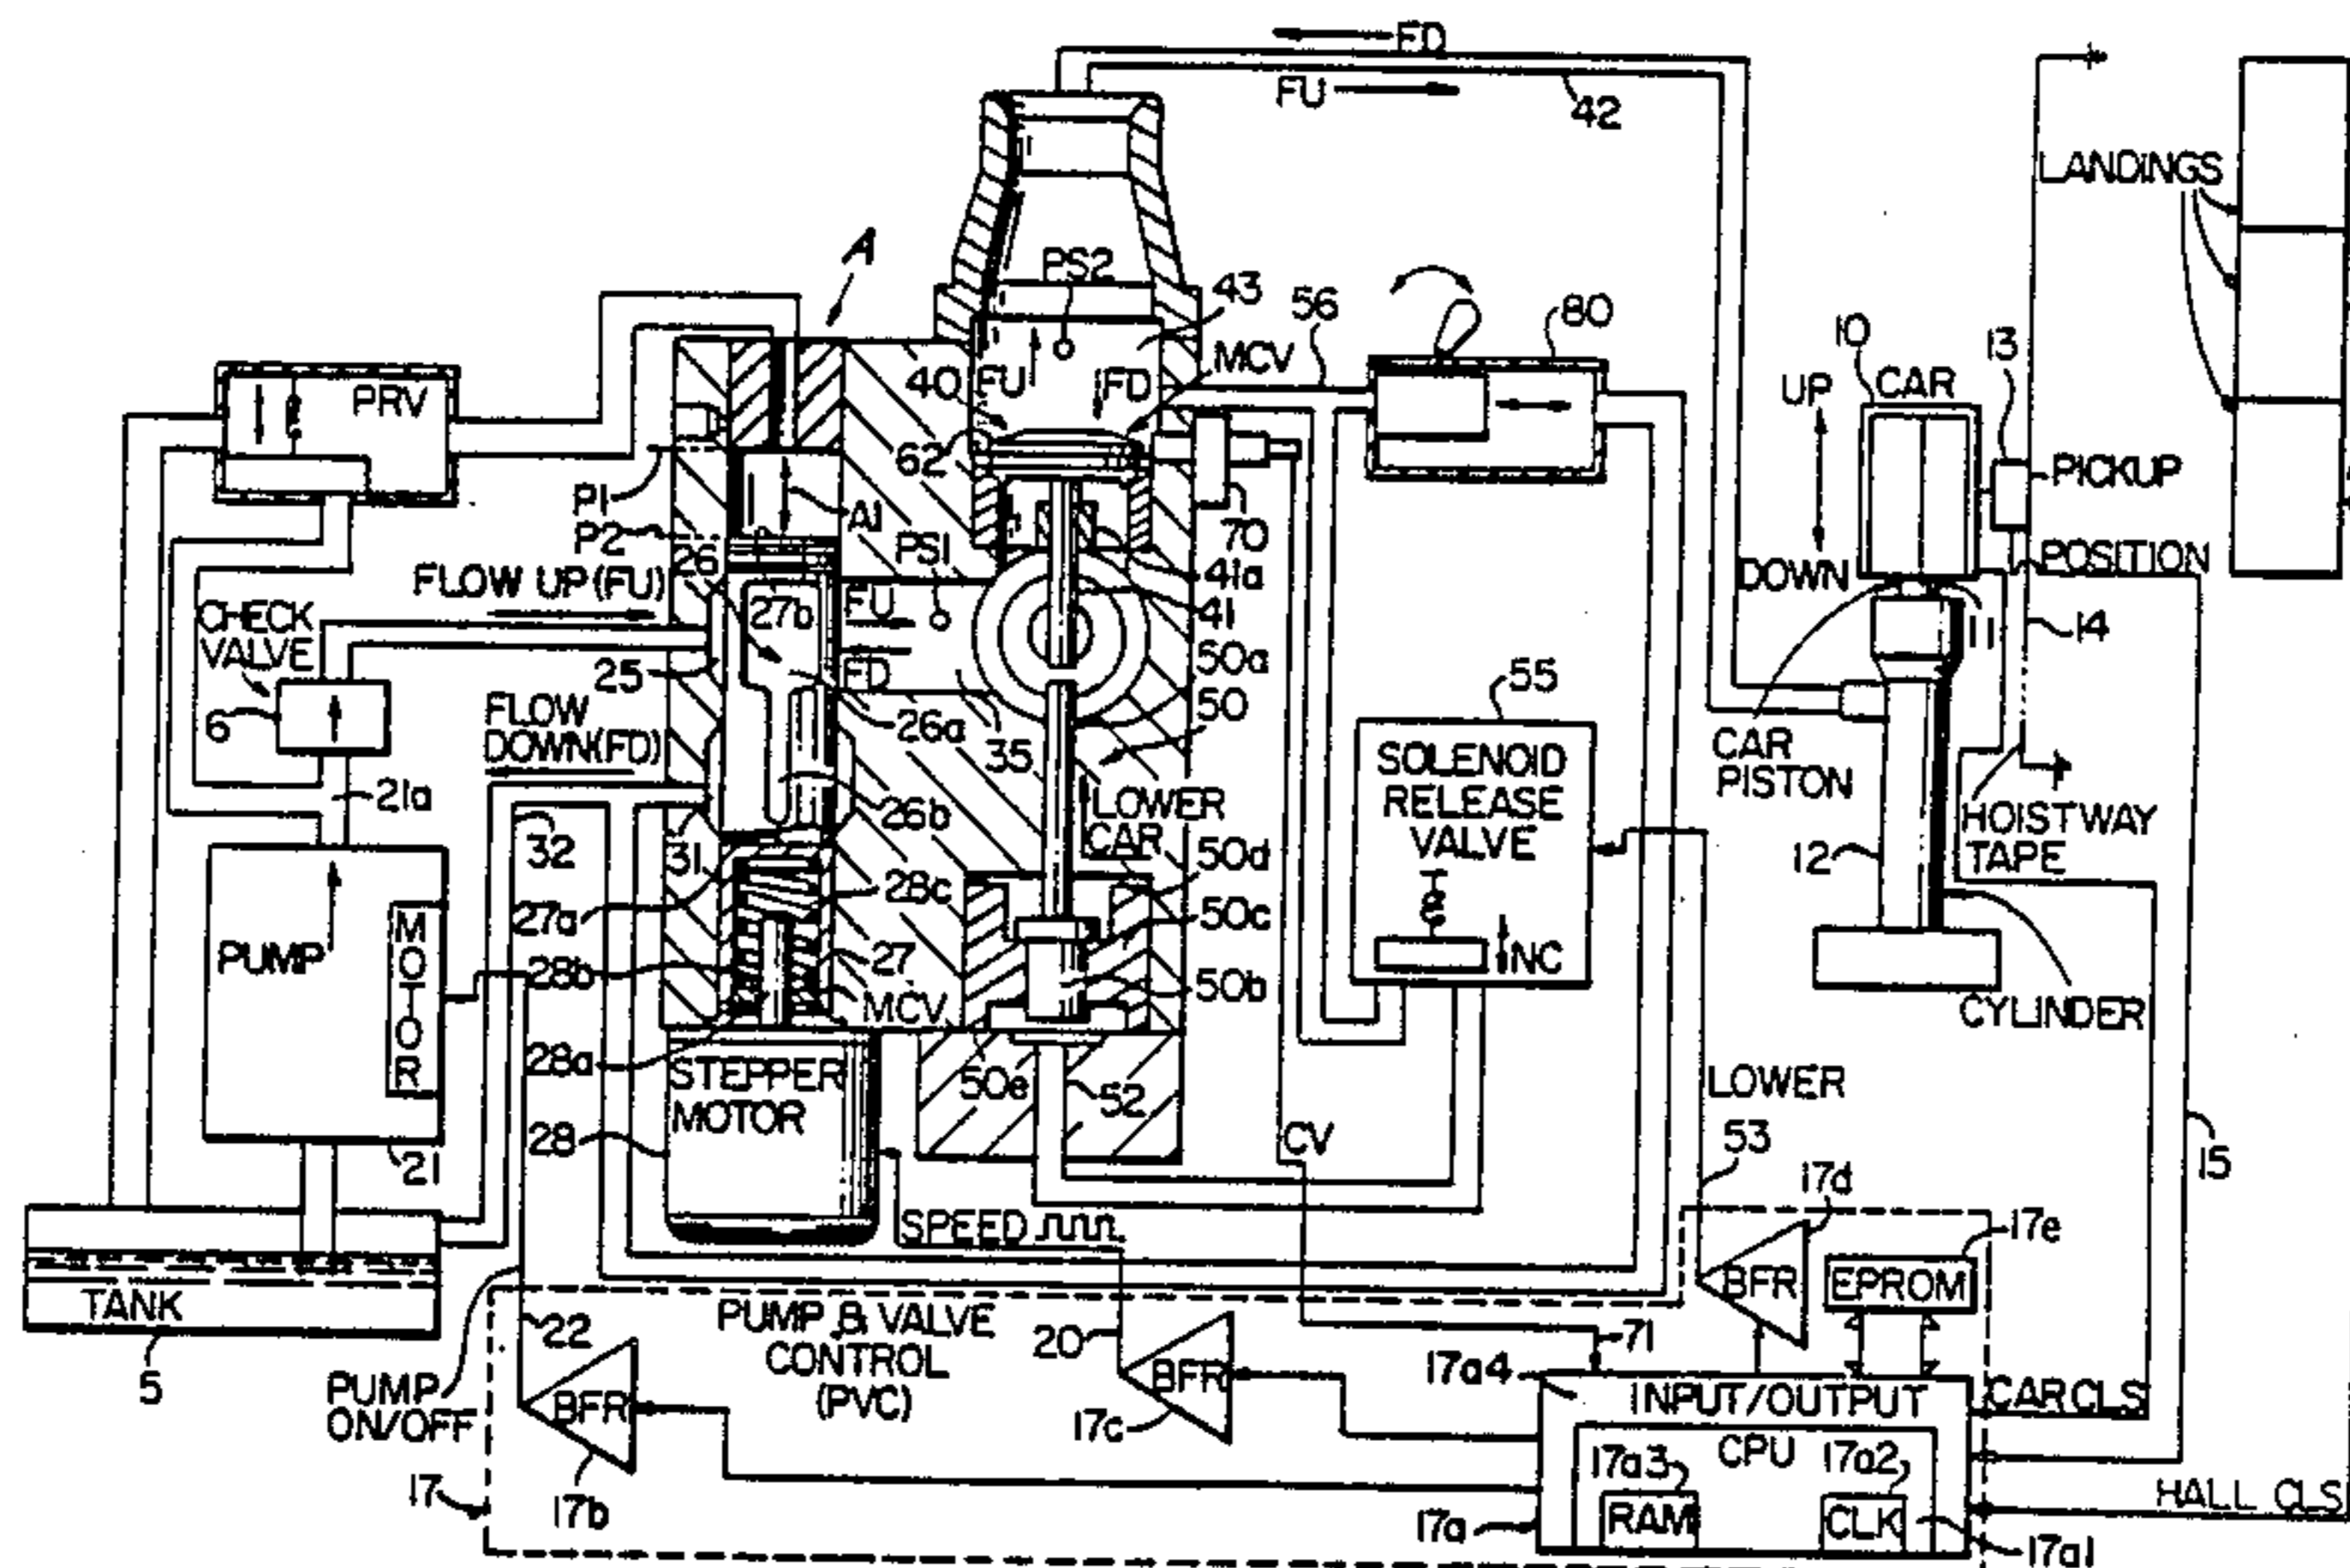 FD
FU
42
LANDINGS
A
PS2
43
56
80
MCV
10
CAR
13
UP
PRV
40
FU
FD
PICKUP
62
P1
A1
70
P2
26
PS1
41a
DOWN
POSITION
FLOW UP (FU)
27b
FU
41
11
14
CHECK
VALVE
25
FD
50a
50
55
6
FLOW
DOWN(FD)
26a
35
CAR
PISTON
SOLENOID
RELEASE
VALVE
21a
26b
LOWER
CAR
HOISTWAY
TAPE
32
31
50d
12
27a
28c
50c
MOTOR
PUMP
28b
27
NC
50b
MCV
CYLINDER
28a
STEPPER
MOTOR
50e
52
LOWER
28
21
CV
53
15
17d
SPEED
17e
BFR
EPROM
TANK
22
PUMP & VALVE
CONTROL
(PVC)
20
71
5
PUMP
ON/OFF
BFR
BFR
17a4
INPUT/OUTPUT
CAR CLS
17c
CPU
17a3
17a2
17
17b
17a
RAM
CLK
HALL CLS
17a1